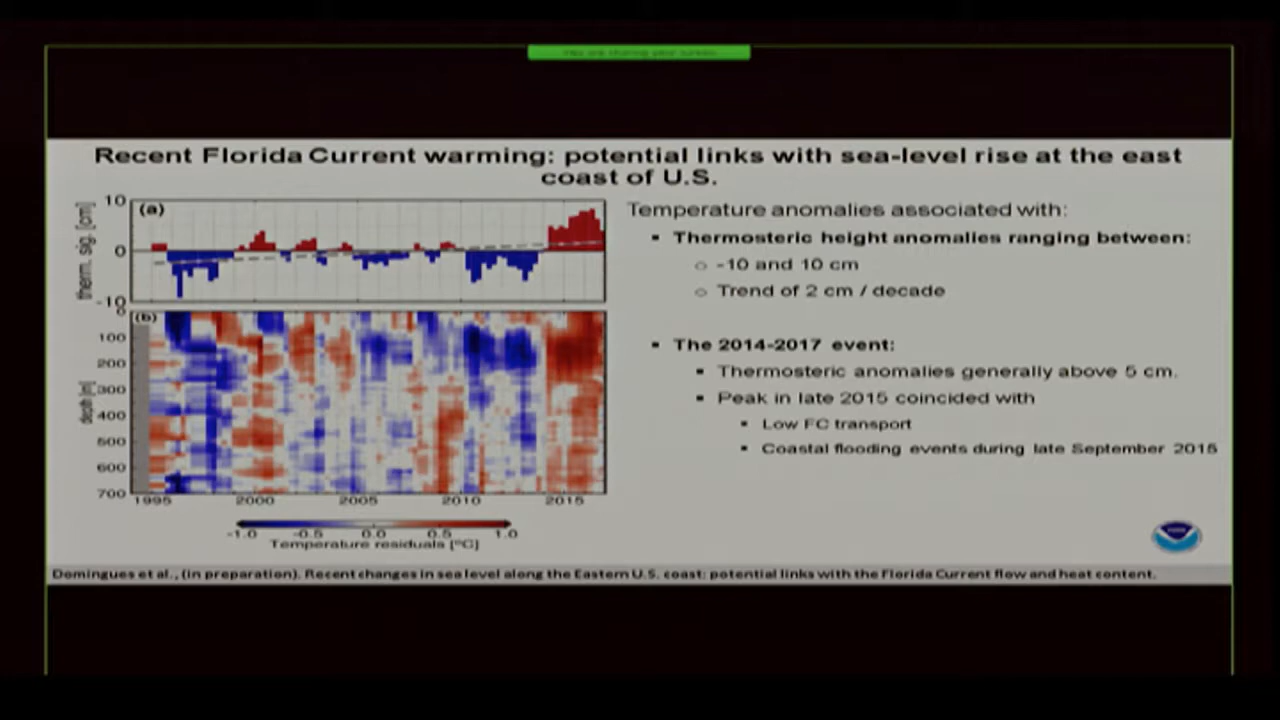 Recent Florida Current warming: potential links with sea-level rise at the east
coast of U.S.
Temperature anomalies associated with:
▪ Thermosteric height anomalies ranging between:
○ -10 and 10 cm
○ Trend of 2 cm / decade
▪ The 2014-2017 event:
▪ Thermosteric anomalies generally above 5 cm.
▪ Peak in late 2015 coincided with
▪ Low FC transport
▪ Coastal flooding events during late September 2015
therm. sig. [cm]
10
0
-10
(a)
depth [m]
0
100
200
300
400
500
600
700
(b)
1995 2000 2005 2010 2015
-1.0 -0.5 0.0 0.5 1.0
Temperature residuals [°C]
Domingues et al., (in preparation). Recent changes in sea level along the Eastern U.S. coast: potential links with the Florida Current flow and heat content.